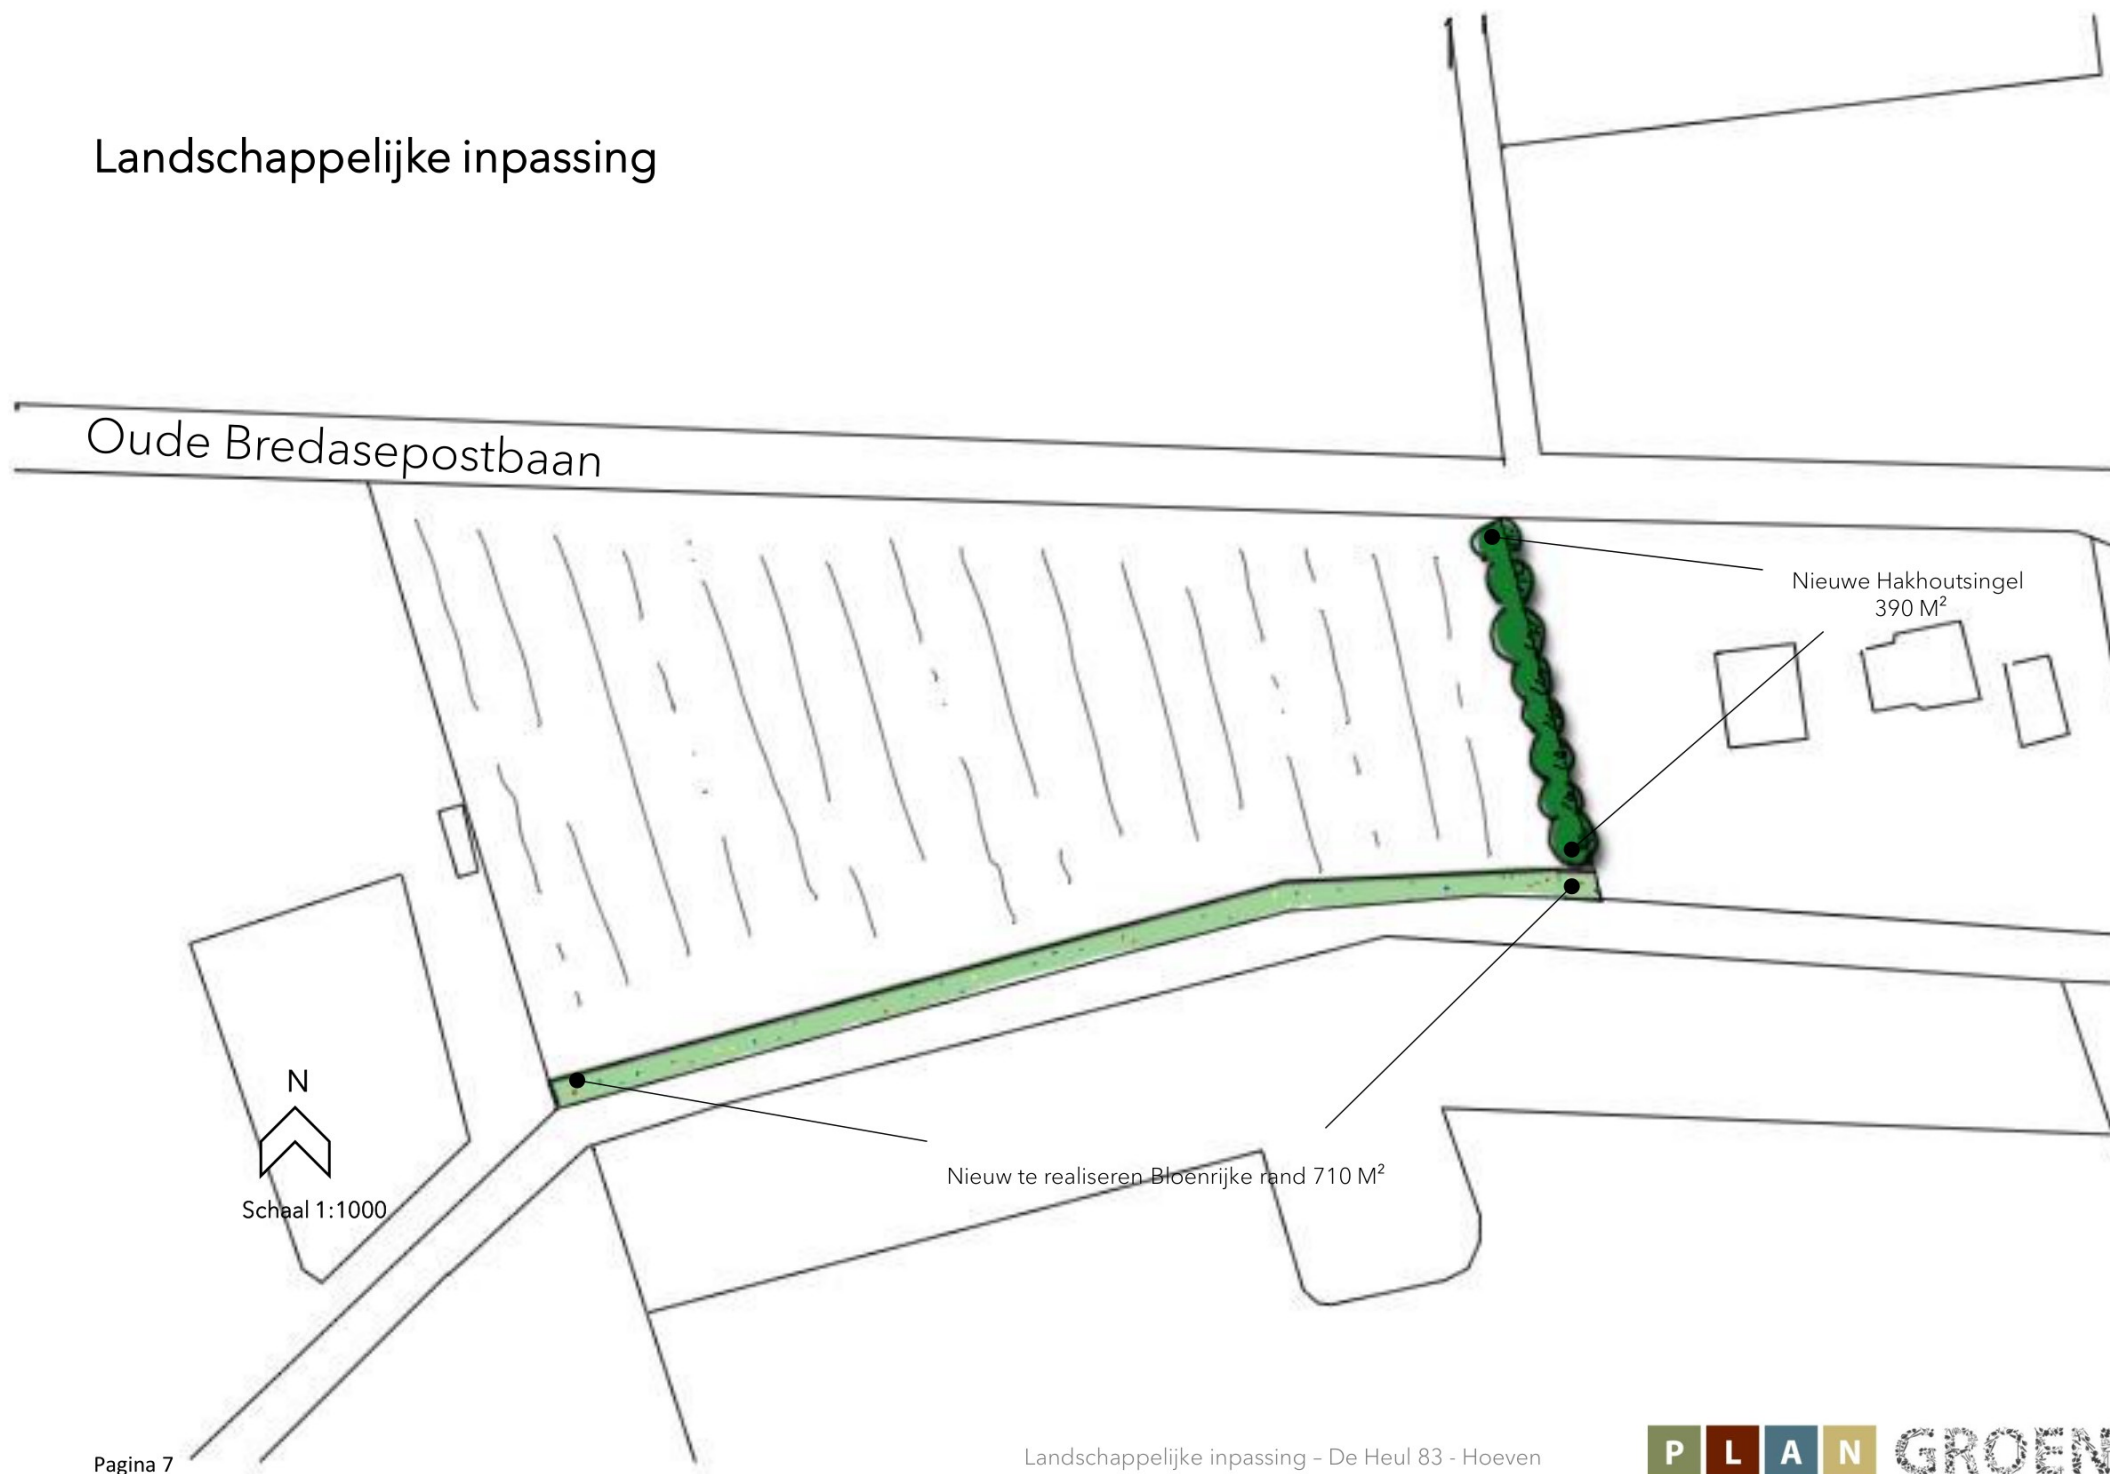 Landschappelijke inpassing
Oude Bredasepostbaan
Nieuwe Hakhoutsingel
390 M²
N
Nieuw te realiseren Bloenrijke rand 710 M²
Schaal 1:1000
Pagina 7
Landschappelijke inpassing – De Heul 83 - Hoeven
PLAN GROEN